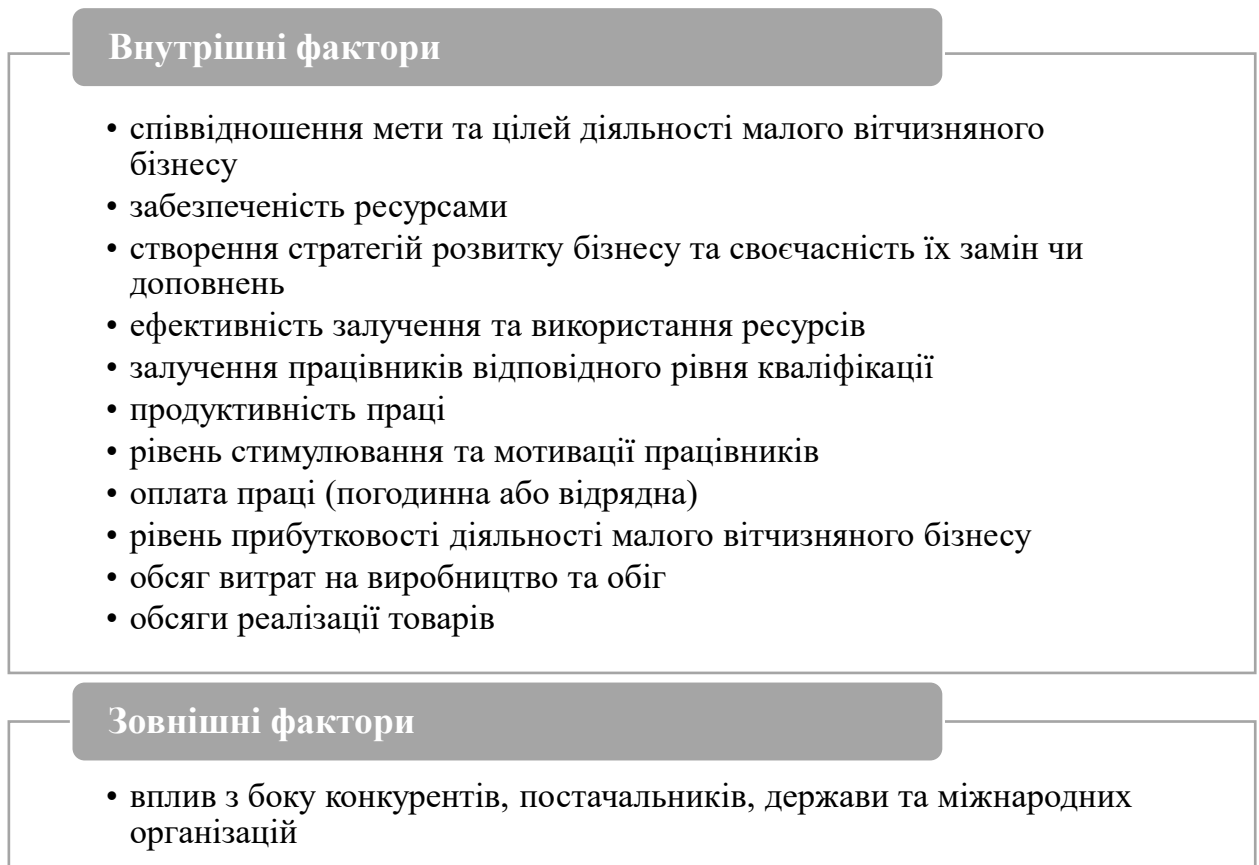 Внутрішні фактори
• співвідношення мети та цілей діяльності малого вітчизняного
бізнесу
• забезпеченість ресурсами
• створення стратегій розвитку бізнесу та своєчасність їх замін чи
доповнень
• ефективність залучення та використання ресурсів
• залучення працівників відповідного рівня кваліфікації
• продуктивність праці
• рівень стимулювання та мотивації працівників
• оплата праці (погодинна або відрядна)
• рівень прибутковості діяльності малого вітчизняного бізнесу
• обсяг витрат на виробництво та обіг
• обсяги реалізації товарів
Зовнішні фактори
• вплив з боку конкурентів, постачальників, держави та міжнародних
організацій